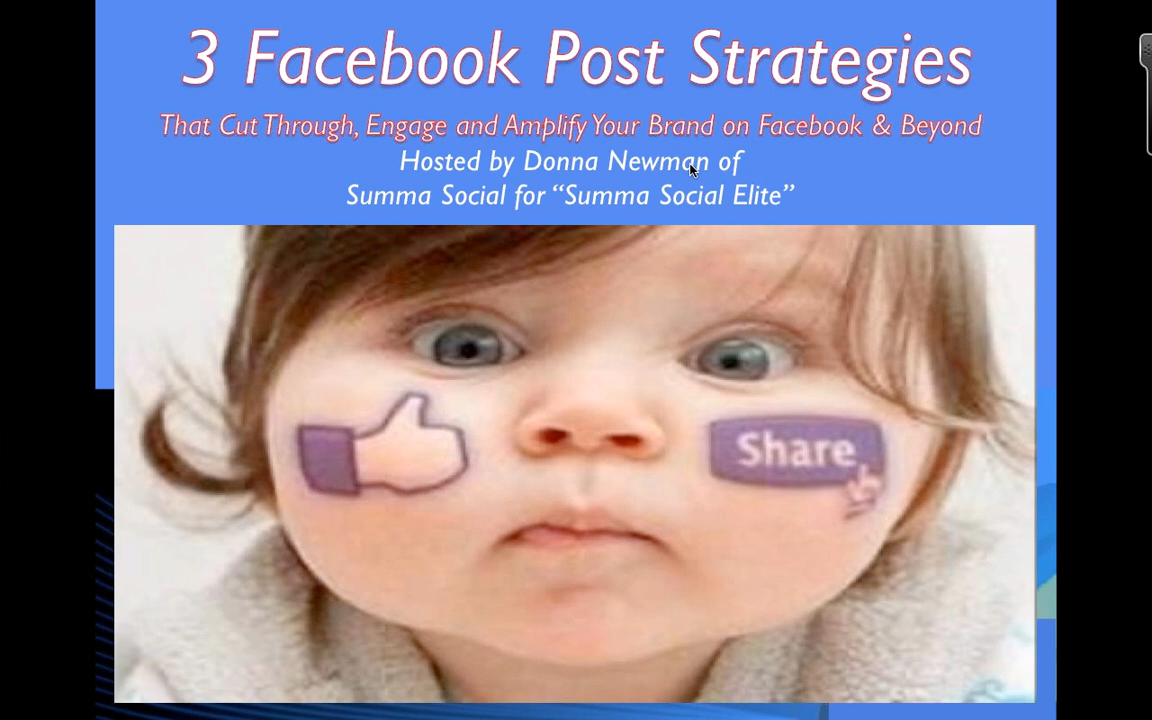 3 Facebook Post Strategies
That Cut Through, Engage and Amplify Your Brand on Facebook & Beyond
Hosted by Donna Newman of
Summa Social for “Summa Social Elite”
Share